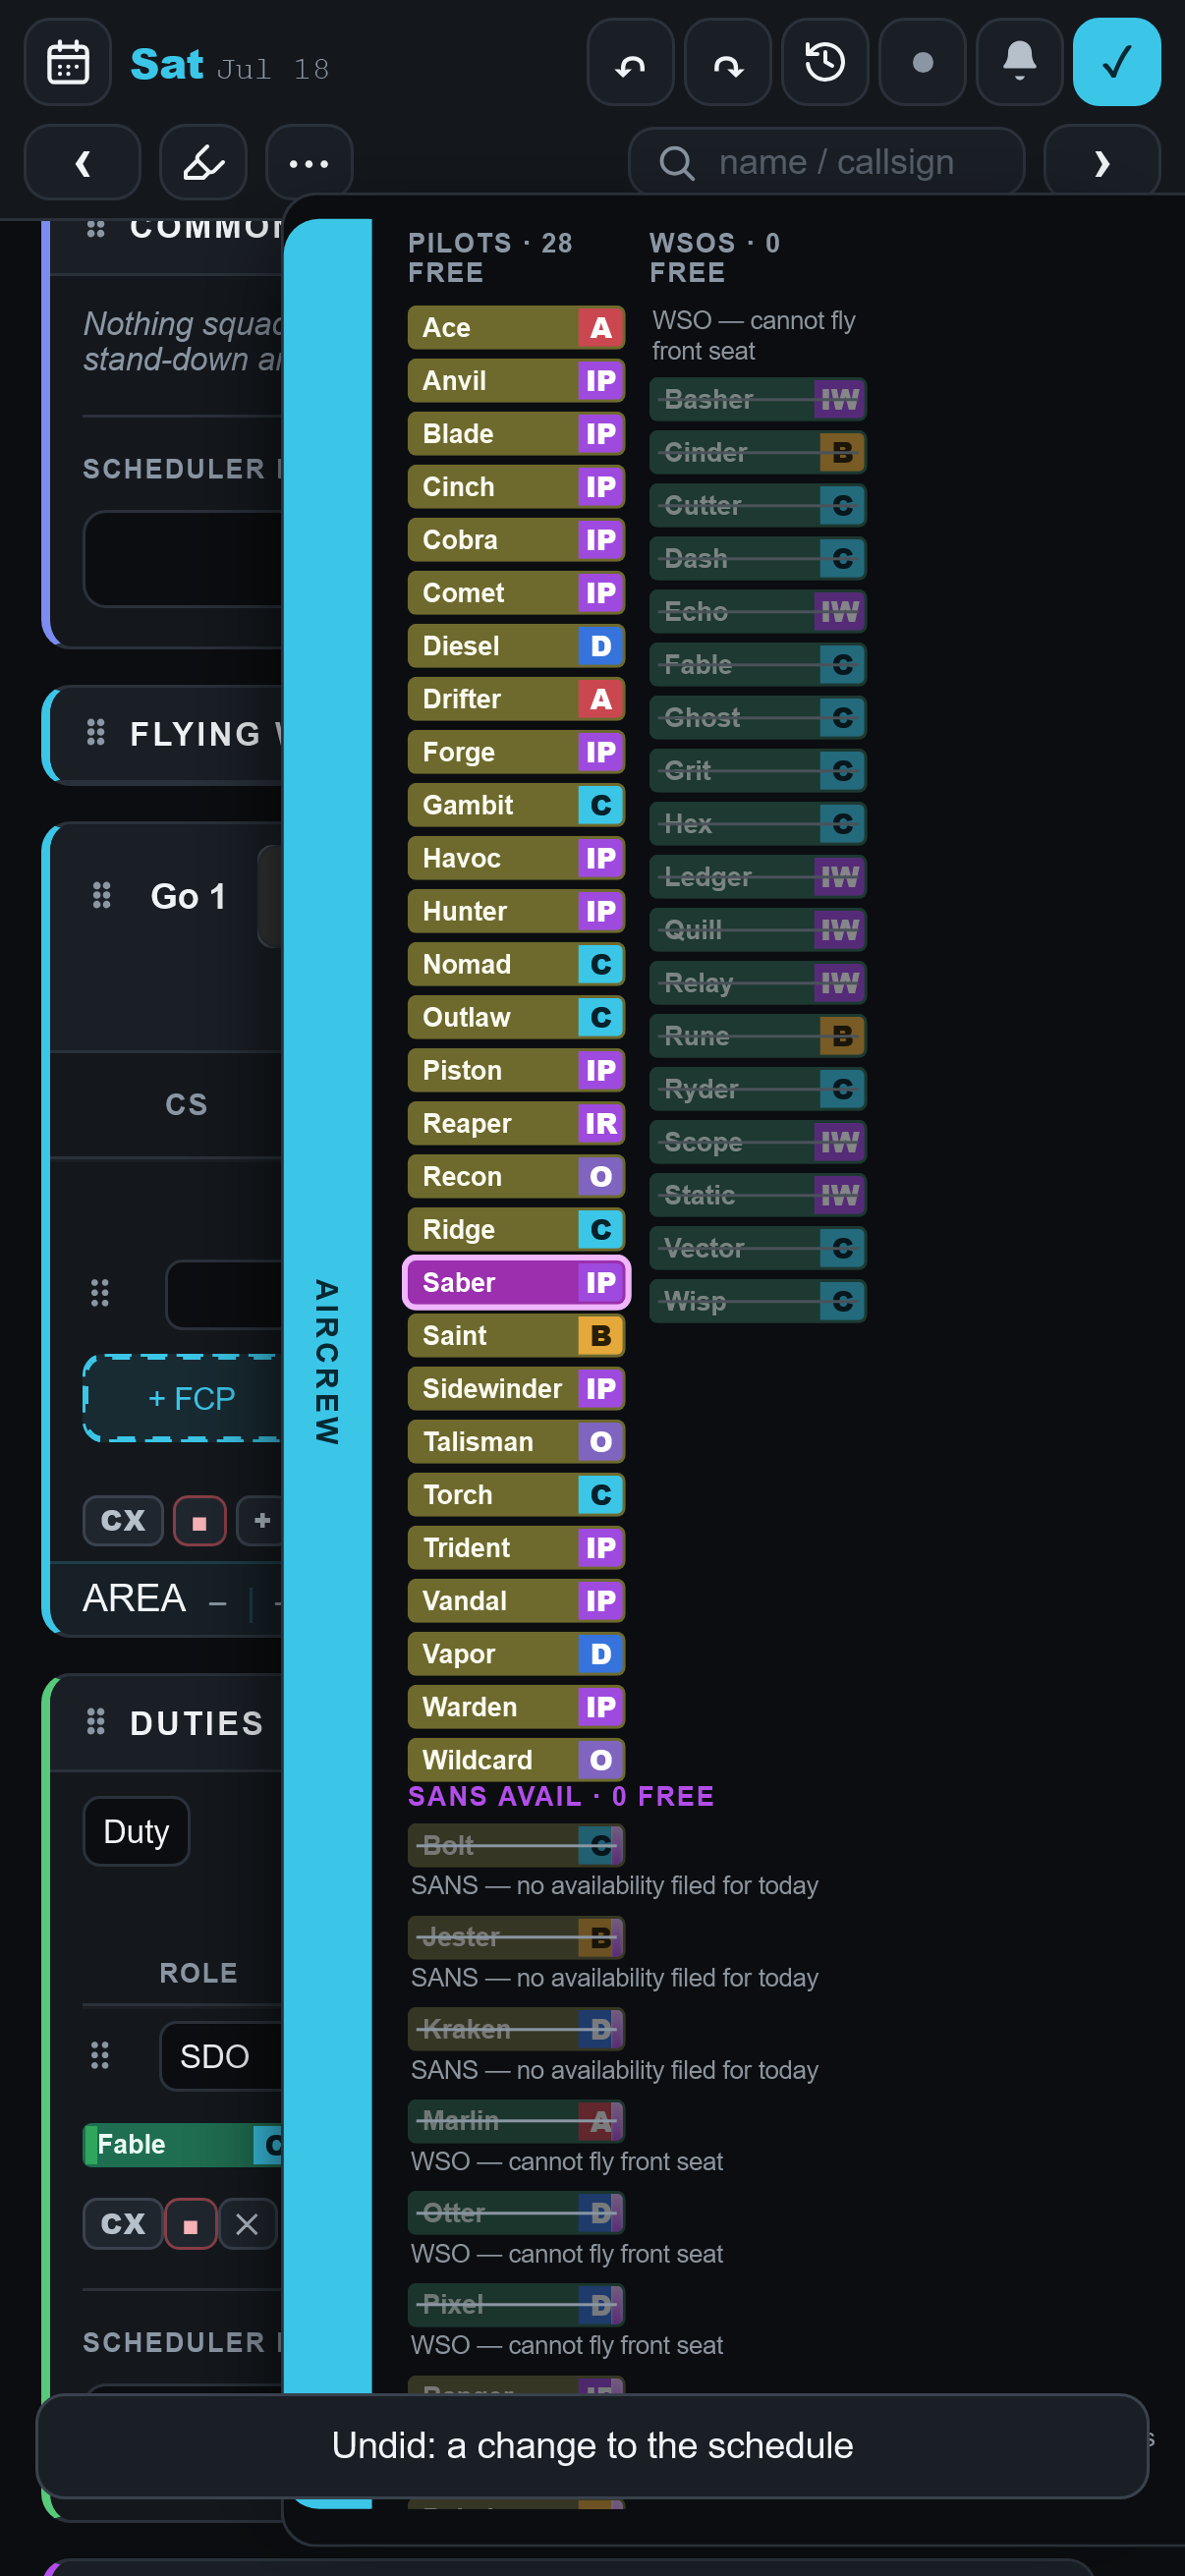 Sat Jul 18
name / callsign
COMMON
Nothing squad
stand-down
SCHEDULER
FLYING
Go 1
CS
+ FCP
CX
+
AREA – | -
DUTIES
Duty
ROLE
SDO
Fable C
CX
SCHEDULER
AIRCREW
PILOTS · 28
FREE
Ace A
Anvil IP
Blade IP
Cinch IP
Cobra IP
Comet IP
Diesel D
Drifter A
Forge IP
Gambit C
Havoc IP
Hunter IP
Nomad C
Outlaw C
Piston IP
Reaper IR
Recon O
Ridge C
Saber IP
Saint B
Sidewinder IP
Talisman O
Torch C
Trident IP
Vandal IP
Vapor D
Warden IP
Wildcard O
WSOS · 0
FREE
WSO — cannot fly
front seat
Basher IW
Cinder B
Cutter C
Dash C
Echo IW
Fable C
Ghost C
Grit C
Hex C
Ledger IW
Quill IW
Relay IW
Rune B
Ryder C
Scope IW
Static IW
Vector C
Wisp C
SANS AVAIL · 0 FREE
Bolt C
SANS — no availability filed for today
Jester B
SANS — no availability filed for today
Kraken D
SANS — no availability filed for today
Marlin A
WSO — cannot fly front seat
Otter D
WSO — cannot fly front seat
Pixel D
WSO — cannot fly front seat
Undid: a change to the schedule